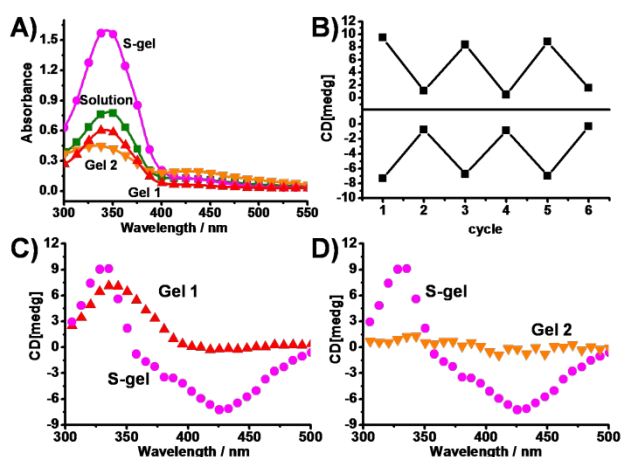 A)
1.5
1.2
0.9
0.6
0.3
0.0
Absorbance
S-gel
Solution
Gel 2
Gel 1
300 350 400 450 500 550
Wavelength / nm
B)
12
10
8
6
4
2
0
0
-2
-4
-6
-8
-10
CD[medg]
1 2 3 4 5 6
cycle
C)
9
6
3
0
-3
-6
-9
CD[medg]
Gel 1
S-gel
300 350 400 450 500
Wavelength / nm
D)
9
6
3
0
-3
-6
-9
CD[medg]
S-gel
Gel 2
300 350 400 450 500
Wavelength / nm